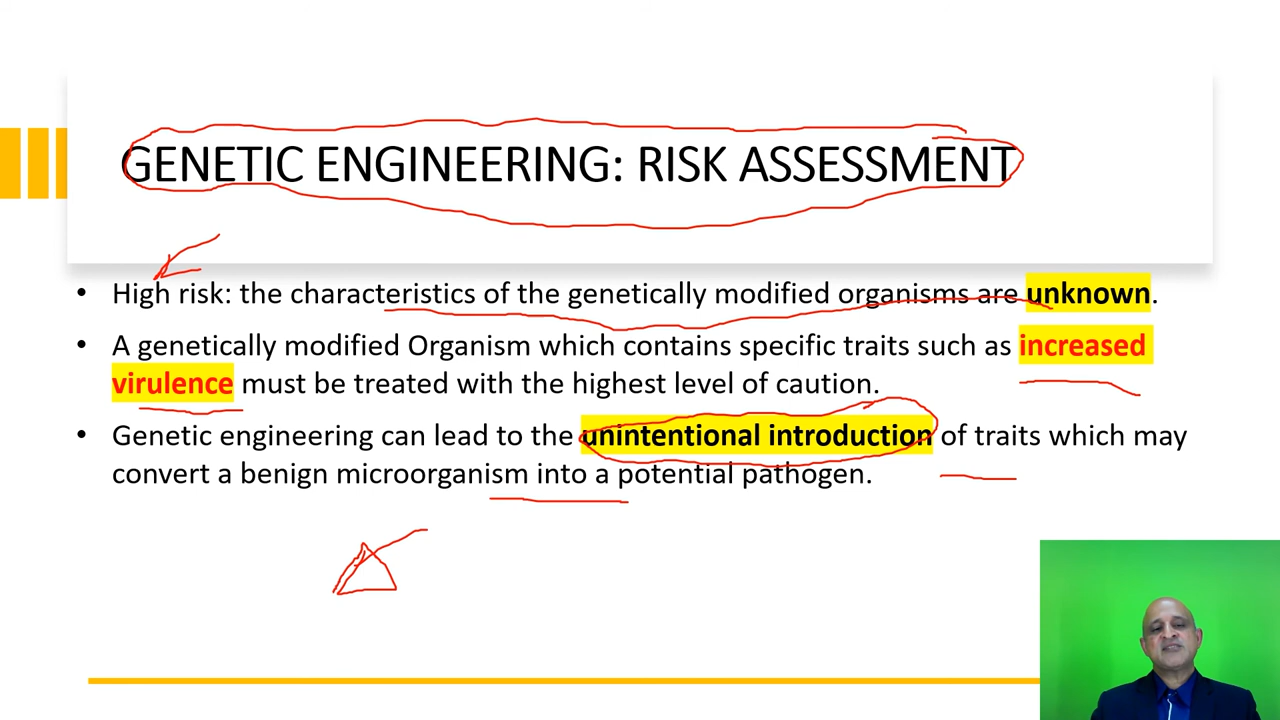 GENETIC ENGINEERING: RISK ASSESSMENT
• High risk: the characteristics of the genetically modified organisms are unknown.
• A genetically modified Organism which contains specific traits such as increased
virulence must be treated with the highest level of caution.
• Genetic engineering can lead to the unintentional introduction of traits which may
convert a benign microorganism into a potential pathogen.